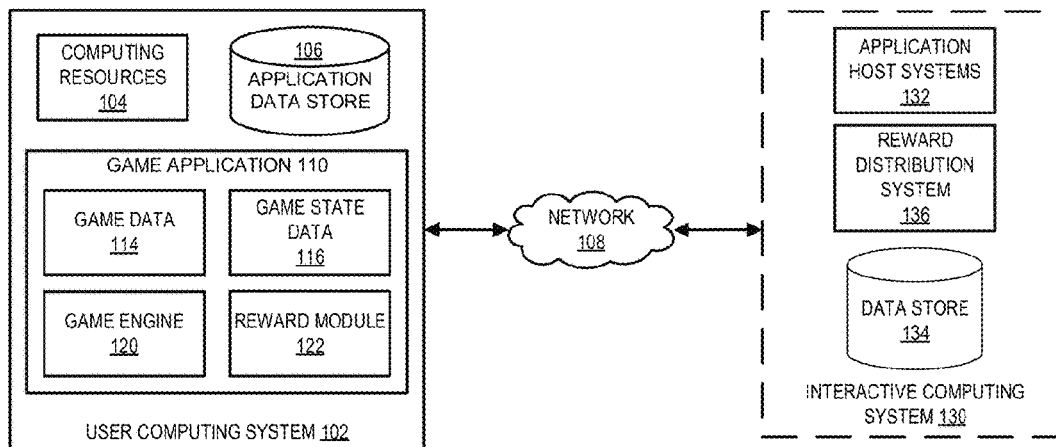 COMPUTING
RESOURCES
104
106
APPLICATION
DATA STORE
GAME APPLICATION 110
GAME DATA
114
GAME STATE
DATA
116
GAME ENGINE
120
REWARD MODULE
122
USER COMPUTING SYSTEM 102
NETWORK
108
APPLICATION
HOST SYSTEMS
132
REWARD
DISTRIBUTION
SYSTEM
136
DATA STORE
134
INTERACTIVE COMPUTING
SYSTEM 130